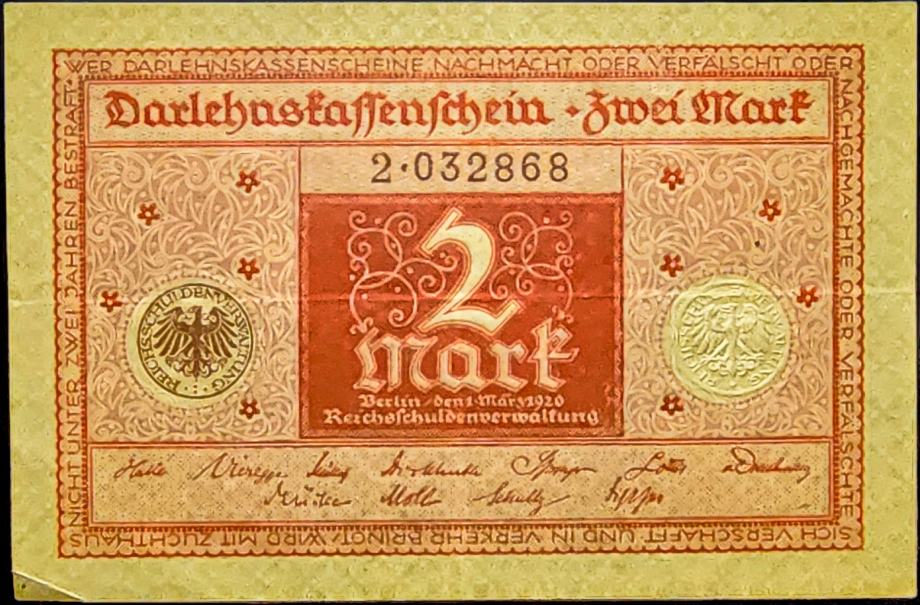 WER DARLEHNSKASSENSCHEINE NACHMACHT ODER VERFÄLSCHT ODER
NACHGEMACHTE ODER VERFÄLSCHTE
SICH VERSCHAFFT UND IN VERKEHR BRINGT, WIRD MIT ZUCHTHAUS
NICHT UNTER ZWEI JAHREN BESTRAFT·
Darlehnskassenschein · Zwei Mark
2·032868
2
Mark
Berlin, den 1. März 1920
Reichsschuldenverwaltung
REICHSSCHULDENVERWALTUNG